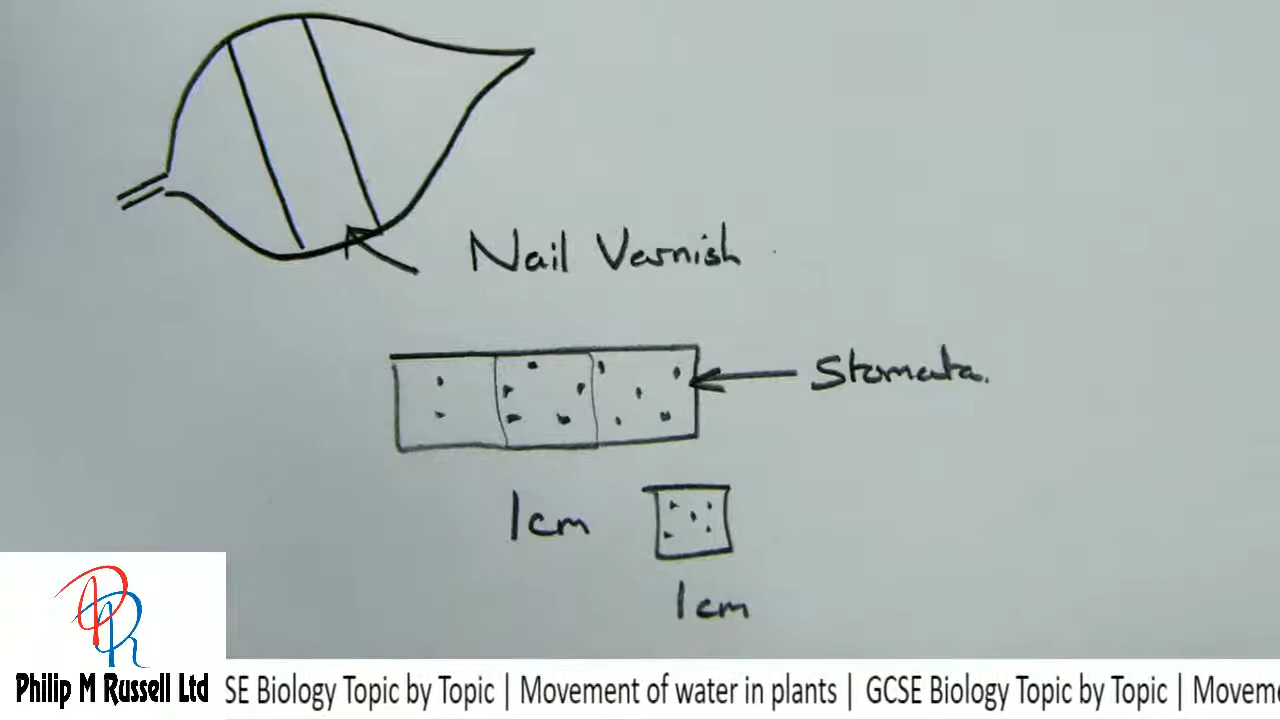 Nail Varnish
Stomata.
1cm
1cm
Philip M Russell Ltd
SE Biology Topic by Topic | Movement of water in plants | GCSE Biology Topic by Topic | Moveme